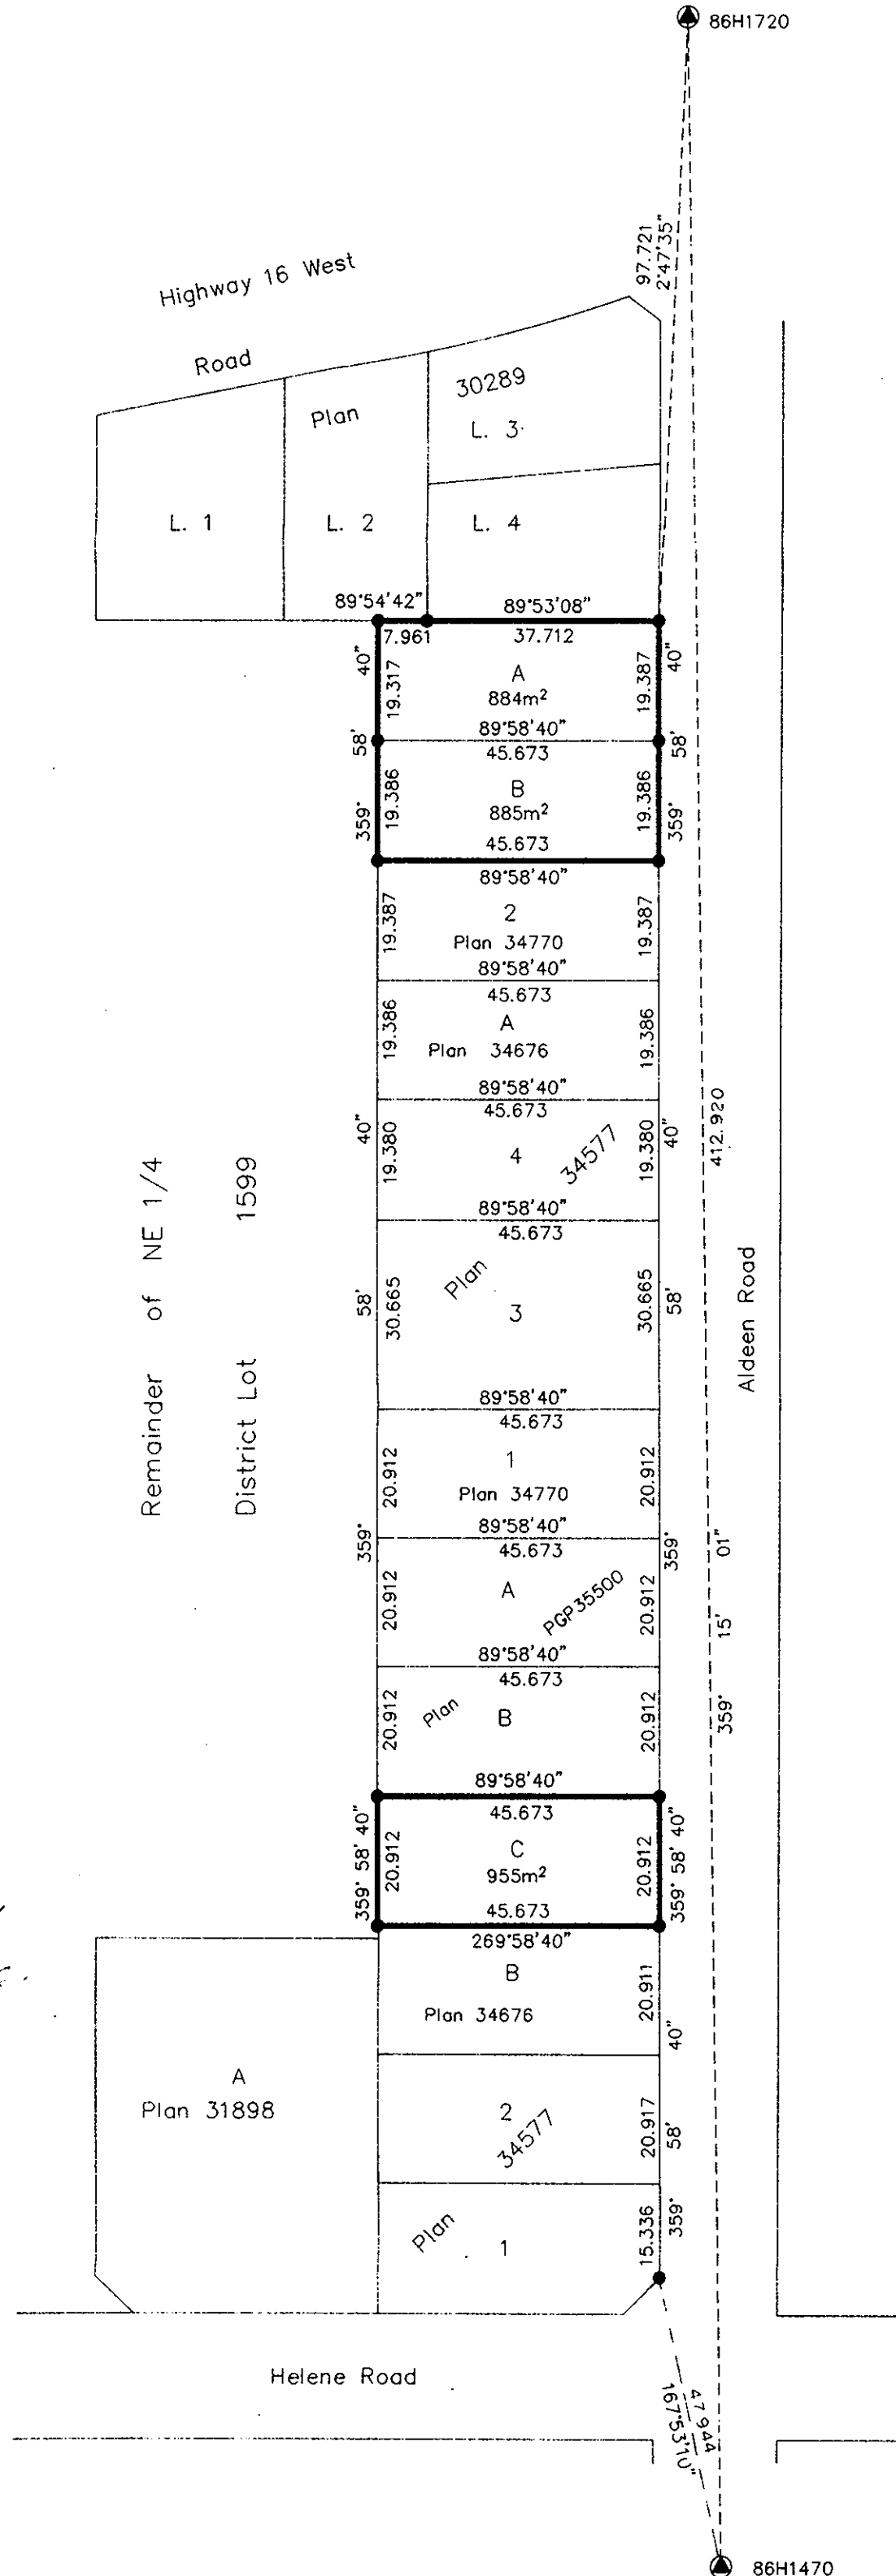 86H1720
97.721
2°47'35"
Highway 16 West
Road
Plan
30289
L. 3
L. 1
L. 2
L. 4
89°54'42"
89°53'08"
7.961
37.712
40"
19.317
A
884m²
19.387
40"
89°58'40"
58'
45.673
58'
359°
19.386
B
885m²
19.386
359°
45.673
89°58'40"
19.387
2
Plan 34770
19.387
89°58'40"
45.673
19.386
A
Plan 34676
19.386
89°58'40"
45.673
40"
19.380
4
34577
19.380
40"
412.920
89°58'40"
45.673
Remainder of NE 1/4
District Lot 1599
58'
30.665
Plan
3
30.665
58'
Aldeen Road
89°58'40"
45.673
20.912
1
Plan 34770
20.912
89°58'40"
45.673
359°
359°
01"
20.912
A
PGP35500
20.912
15'
89°58'40"
45.673
20.912
Plan
B
20.912
359°
89°58'40"
45.673
359° 58' 40"
20.912
C
955m²
20.912
359° 58' 40"
45.673
269°58'40"
B
Plan 34676
20.911
40"
A
Plan 31898
2
34577
20.917
58'
Plan
1
15.336
359°
Helene Road
47.944
167°53'10"
86H1470